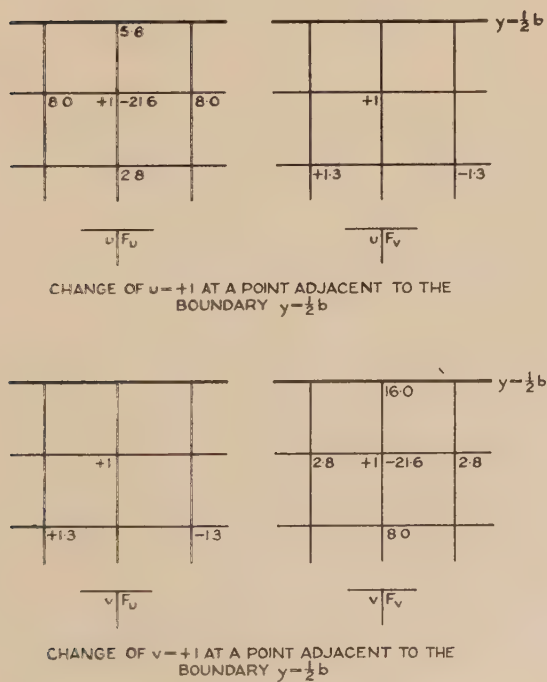 5.8
y=½b
8.0 +1 -21.6 8.0
+1
2.8
+1.3 -1.3
u F_u
u F_v
CHANGE OF u=+1 AT A POINT ADJACENT TO THE
BOUNDARY y=½b
16.0
y=½b
+1
2.8 +1 -21.6 2.8
+1.3 -1.3
8.0
v F_u
v F_v
CHANGE OF v=+1 AT A POINT ADJACENT TO THE
BOUNDARY y=½b